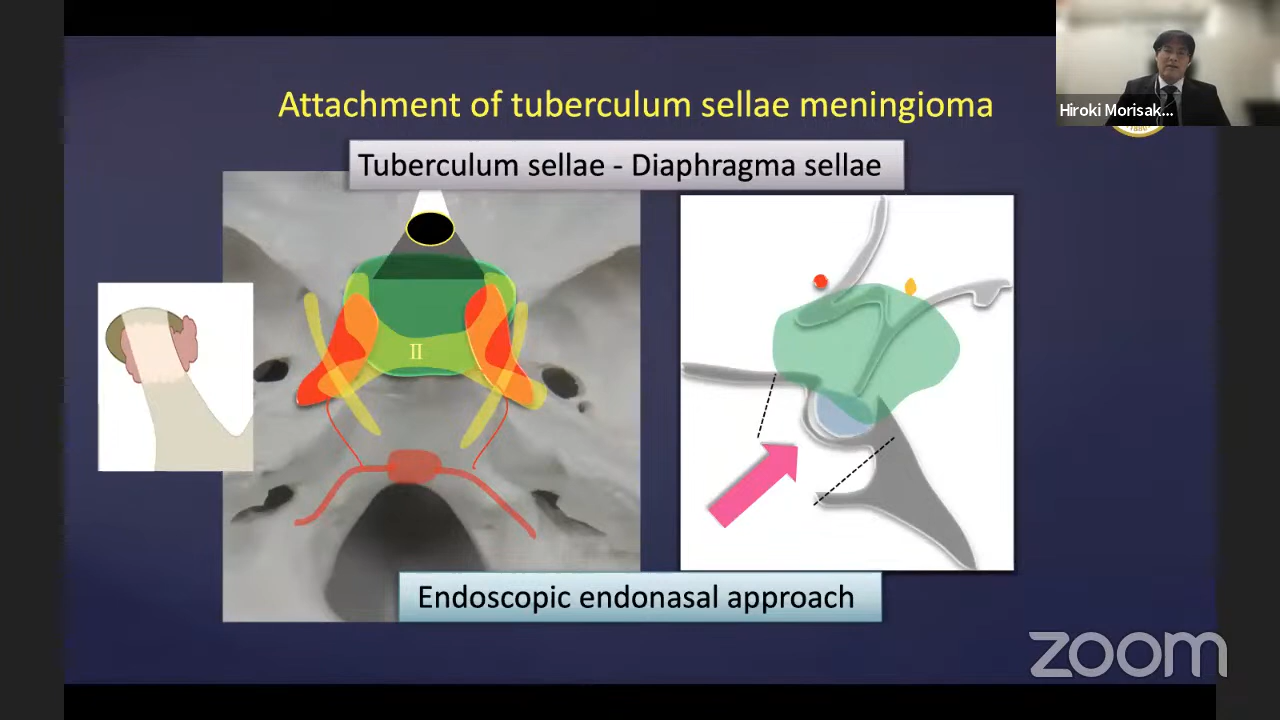 Attachment of tuberculum sellae meningioma
Hiroki Morisak...
Tuberculum sellae - Diaphragma sellae
II
Endoscopic endonasal approach
zoom